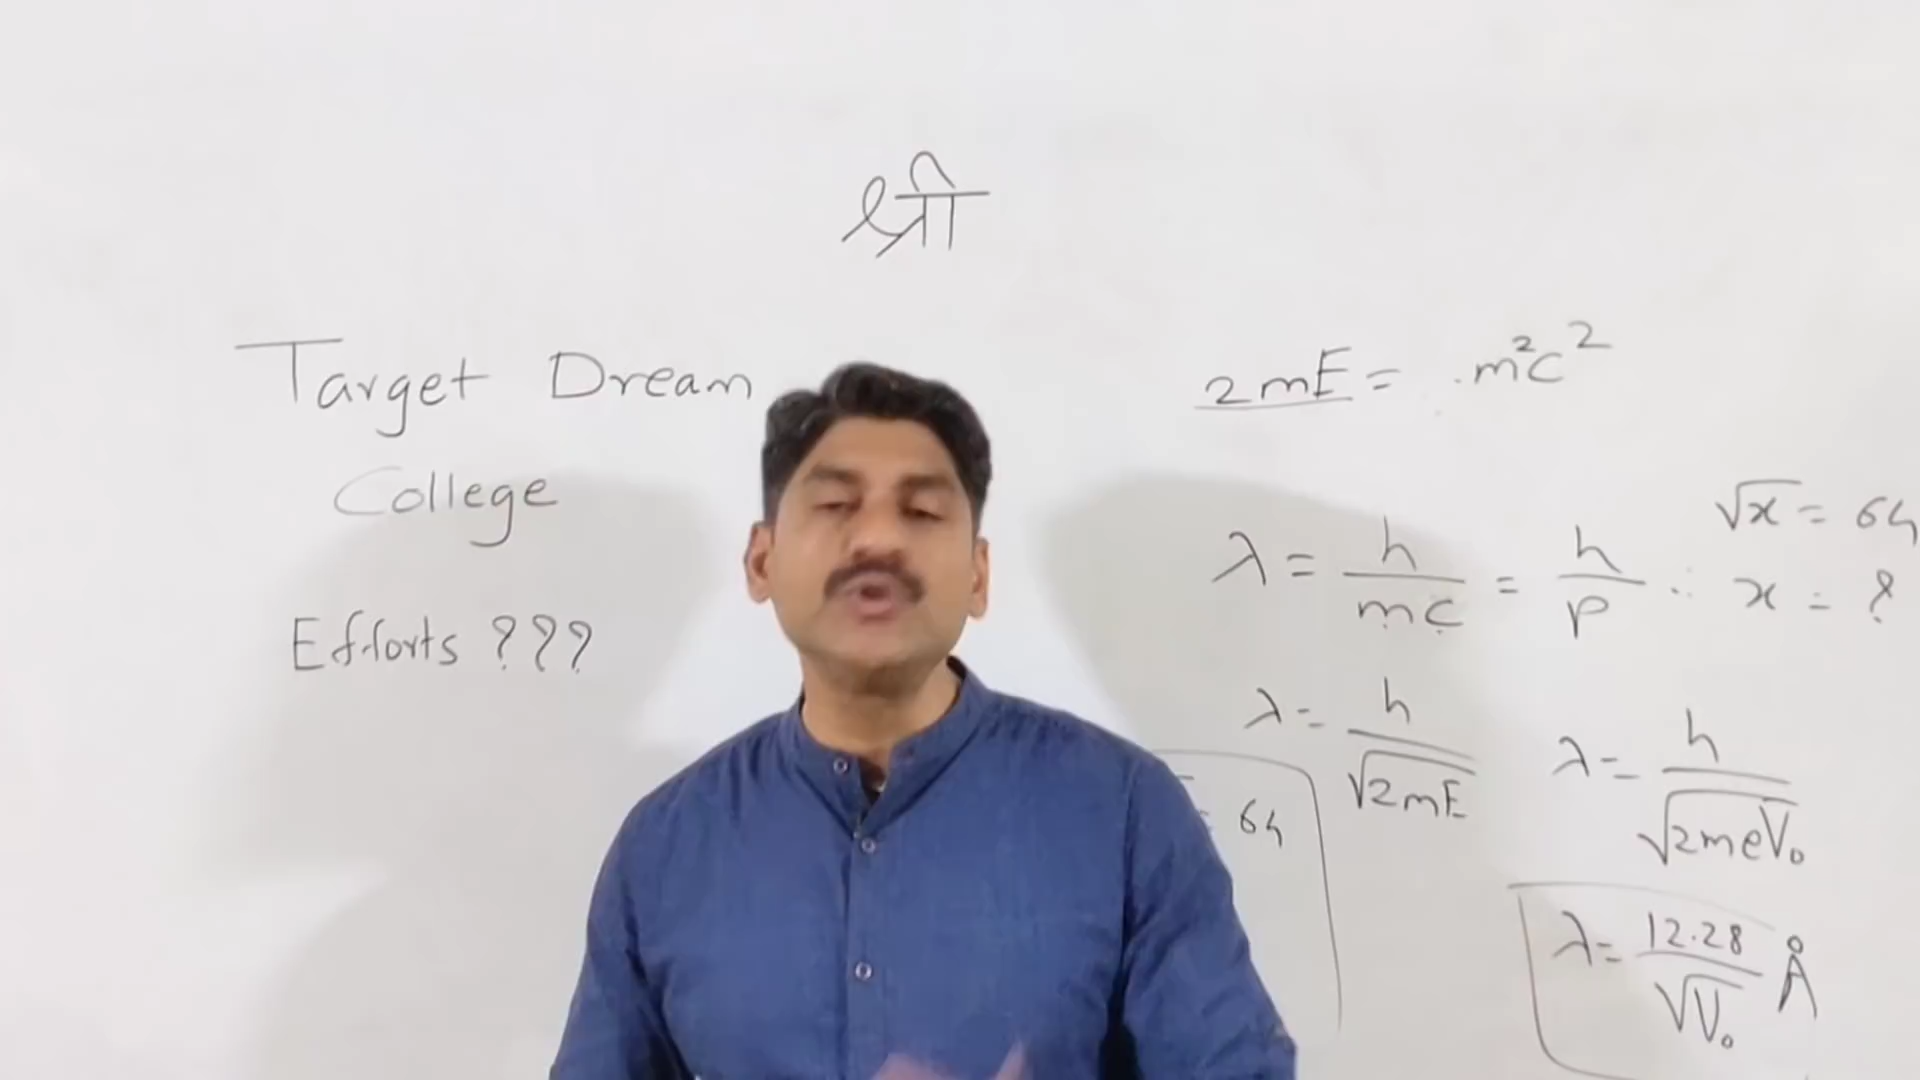 श्री
Target Dream
College
Efforts ???
2mE = m²c²
λ = h/mc = h/p ∴
√x = 64
x = ?
λ = h/√2mE
λ = h/√2meV₀
64
λ = 12.28/√V₀ Å